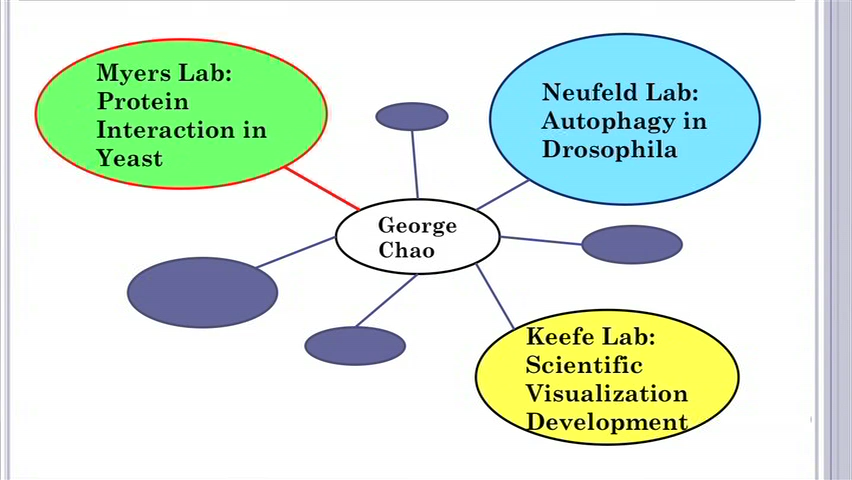 Myers Lab:
Protein
Interaction in
Yeast
Neufeld Lab:
Autophagy in
Drosophila
George
Chao
Keefe Lab:
Scientific
Visualization
Development